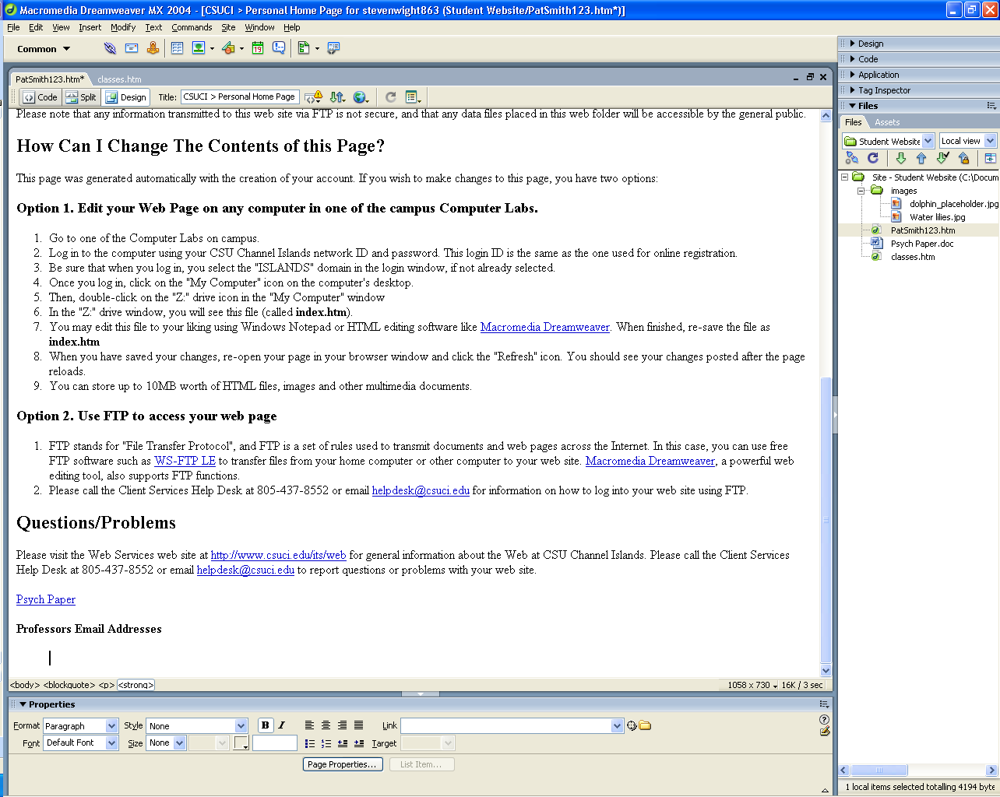 Macromedia Dreamweaver MX 2004 - [CSUCI > Personal Home Page for stevenwight863 (Student Website/PatSmith123.htm*)]
File Edit View Insert Modify Text Commands Site Window Help
Common
PatSmith123.htm* classes.htm
Code Split Design Title: CSUCI > Personal Home Page
Please note that any information transmitted to this web site via FTP is not secure, and that any data files placed in this web folder will be accessible by the general public.
How Can I Change The Contents of this Page?
This page was generated automatically with the creation of your account. If you wish to make changes to this page, you have two options:
Option 1. Edit your Web Page on any computer in one of the campus Computer Labs.
1. Go to one of the Computer Labs on campus.
2. Log in to the computer using your CSU Channel Islands network ID and password. This login ID is the same as the one used for online registration.
3. Be sure that when you log in, you select the "ISLANDS" domain in the login window, if not already selected.
4. Once you log in, click on the "My Computer" icon on the computer's desktop.
5. Then, double-click on the "Z:" drive icon in the "My Computer" window
6. In the "Z:" drive window, you will see this file (called index.htm).
7. You may edit this file to your liking using Windows Notepad or HTML editing software like Macromedia Dreamweaver. When finished, re-save the file as
index.htm
8. When you have saved your changes, re-open your page in your browser window and click the "Refresh" icon. You should see your changes posted after the page
reloads.
9. You can store up to 10MB worth of HTML files, images and other multimedia documents.
Option 2. Use FTP to access your web page
1. FTP stands for "File Transfer Protocol", and FTP is a set of rules used to transmit documents and web pages across the Internet. In this case, you can use free
FTP software such as WS-FTP LE to transfer files from your home computer or other computer to your web site. Macromedia Dreamweaver, a powerful web
editing tool, also supports FTP functions.
2. Please call the Client Services Help Desk at 805-437-8552 or email helpdesk@csuci.edu for information on how to log into your web site using FTP.
Questions/Problems
Please visit the Web Services web site at http://www.csuci.edu/its/web for general information about the Web at CSU Channel Islands. Please call the Client Services
Help Desk at 805-437-8552 or email helpdesk@csuci.edu to report questions or problems with your web site.
Psych Paper
Professors Email Addresses
<body> <blockquote> <p> <strong> 1058 x 730 16K / 3 sec
Properties
Format Paragraph Style None B I Link
Font Default Font Size None Target
Page Properties... List Item...
Design
Code
Application
Tag Inspector
Files
Files Assets
Student Website Local view
Site - Student Website (C:\Docum
images
dolphin_placeholder.jpg
Water lilies.jpg
PatSmith123.htm
Psych Paper.doc
classes.htm
1 local items selected totalling 4194 byte